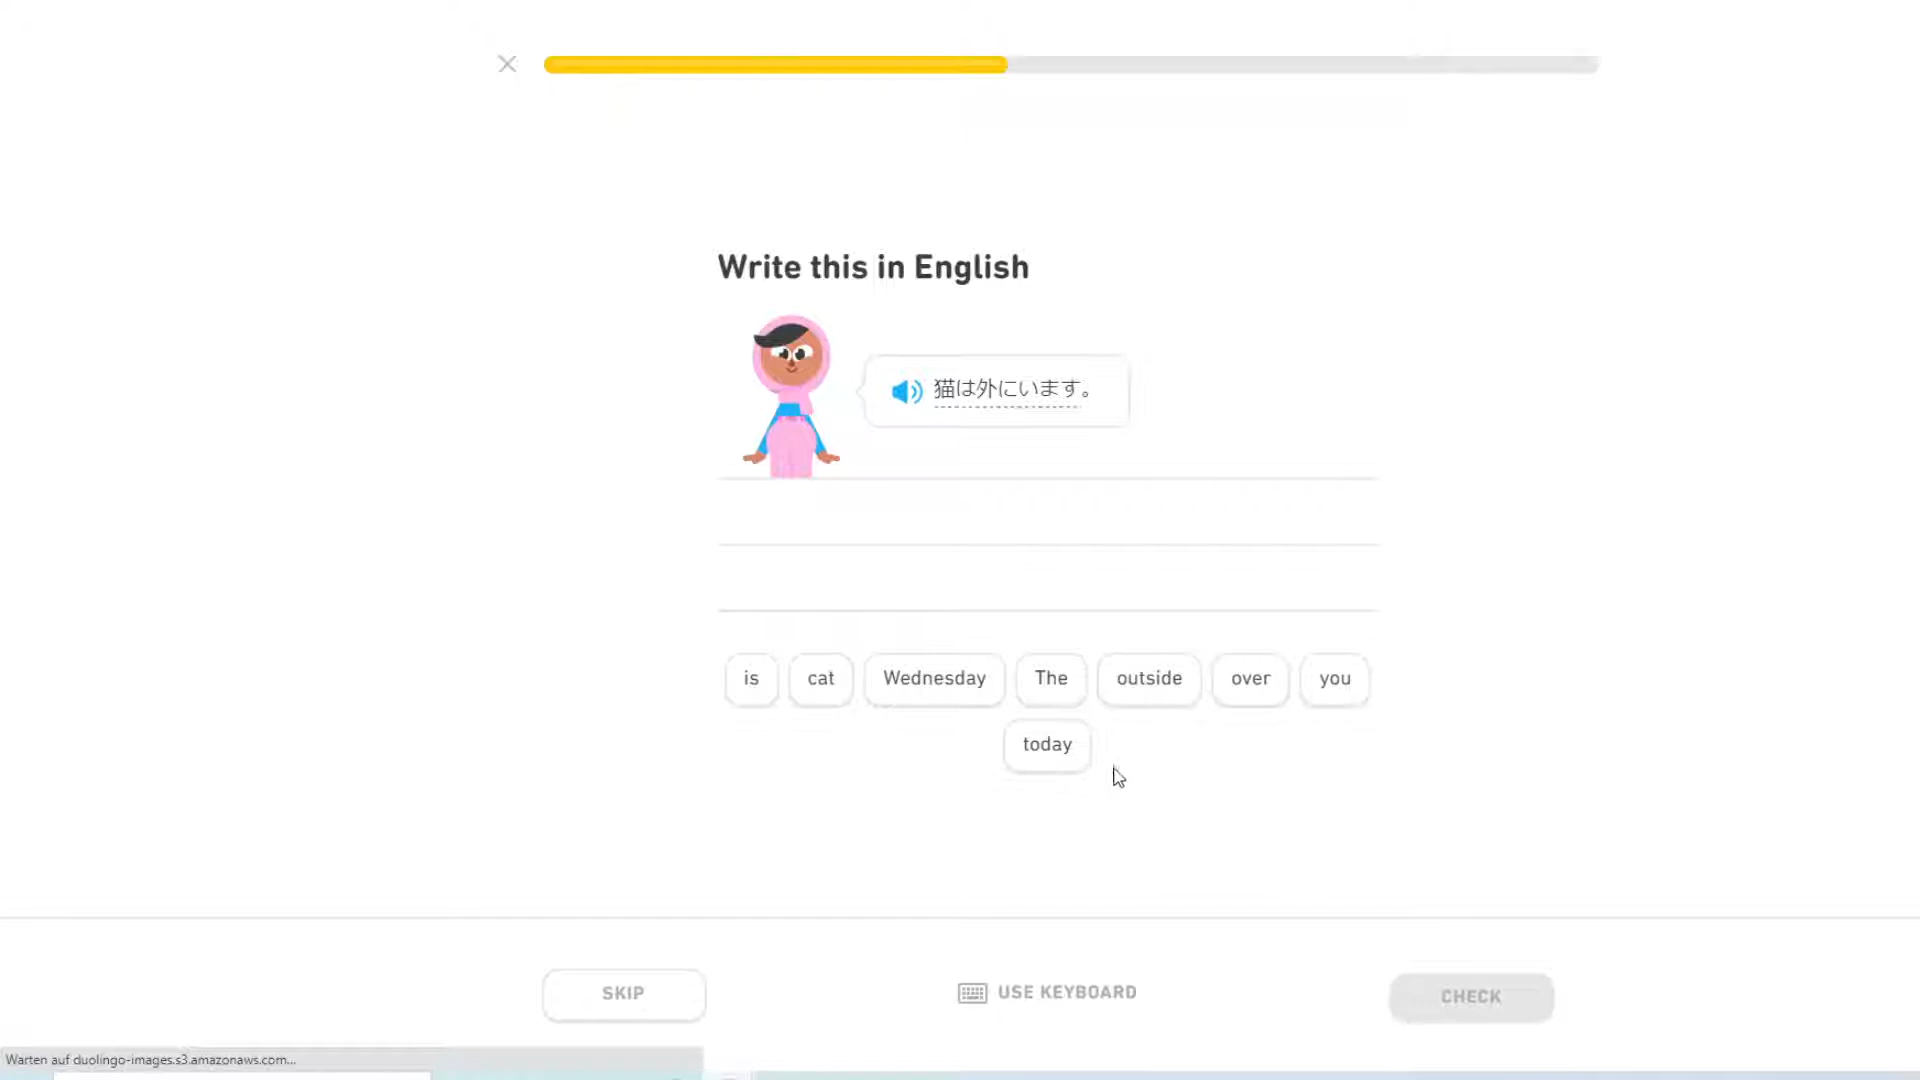 Write this in English
猫は外にいます。
is cat Wednesday The outside over you
today
SKIP USE KEYBOARD CHECK
Warten auf duolingo-images.s3.amazonaws.com...